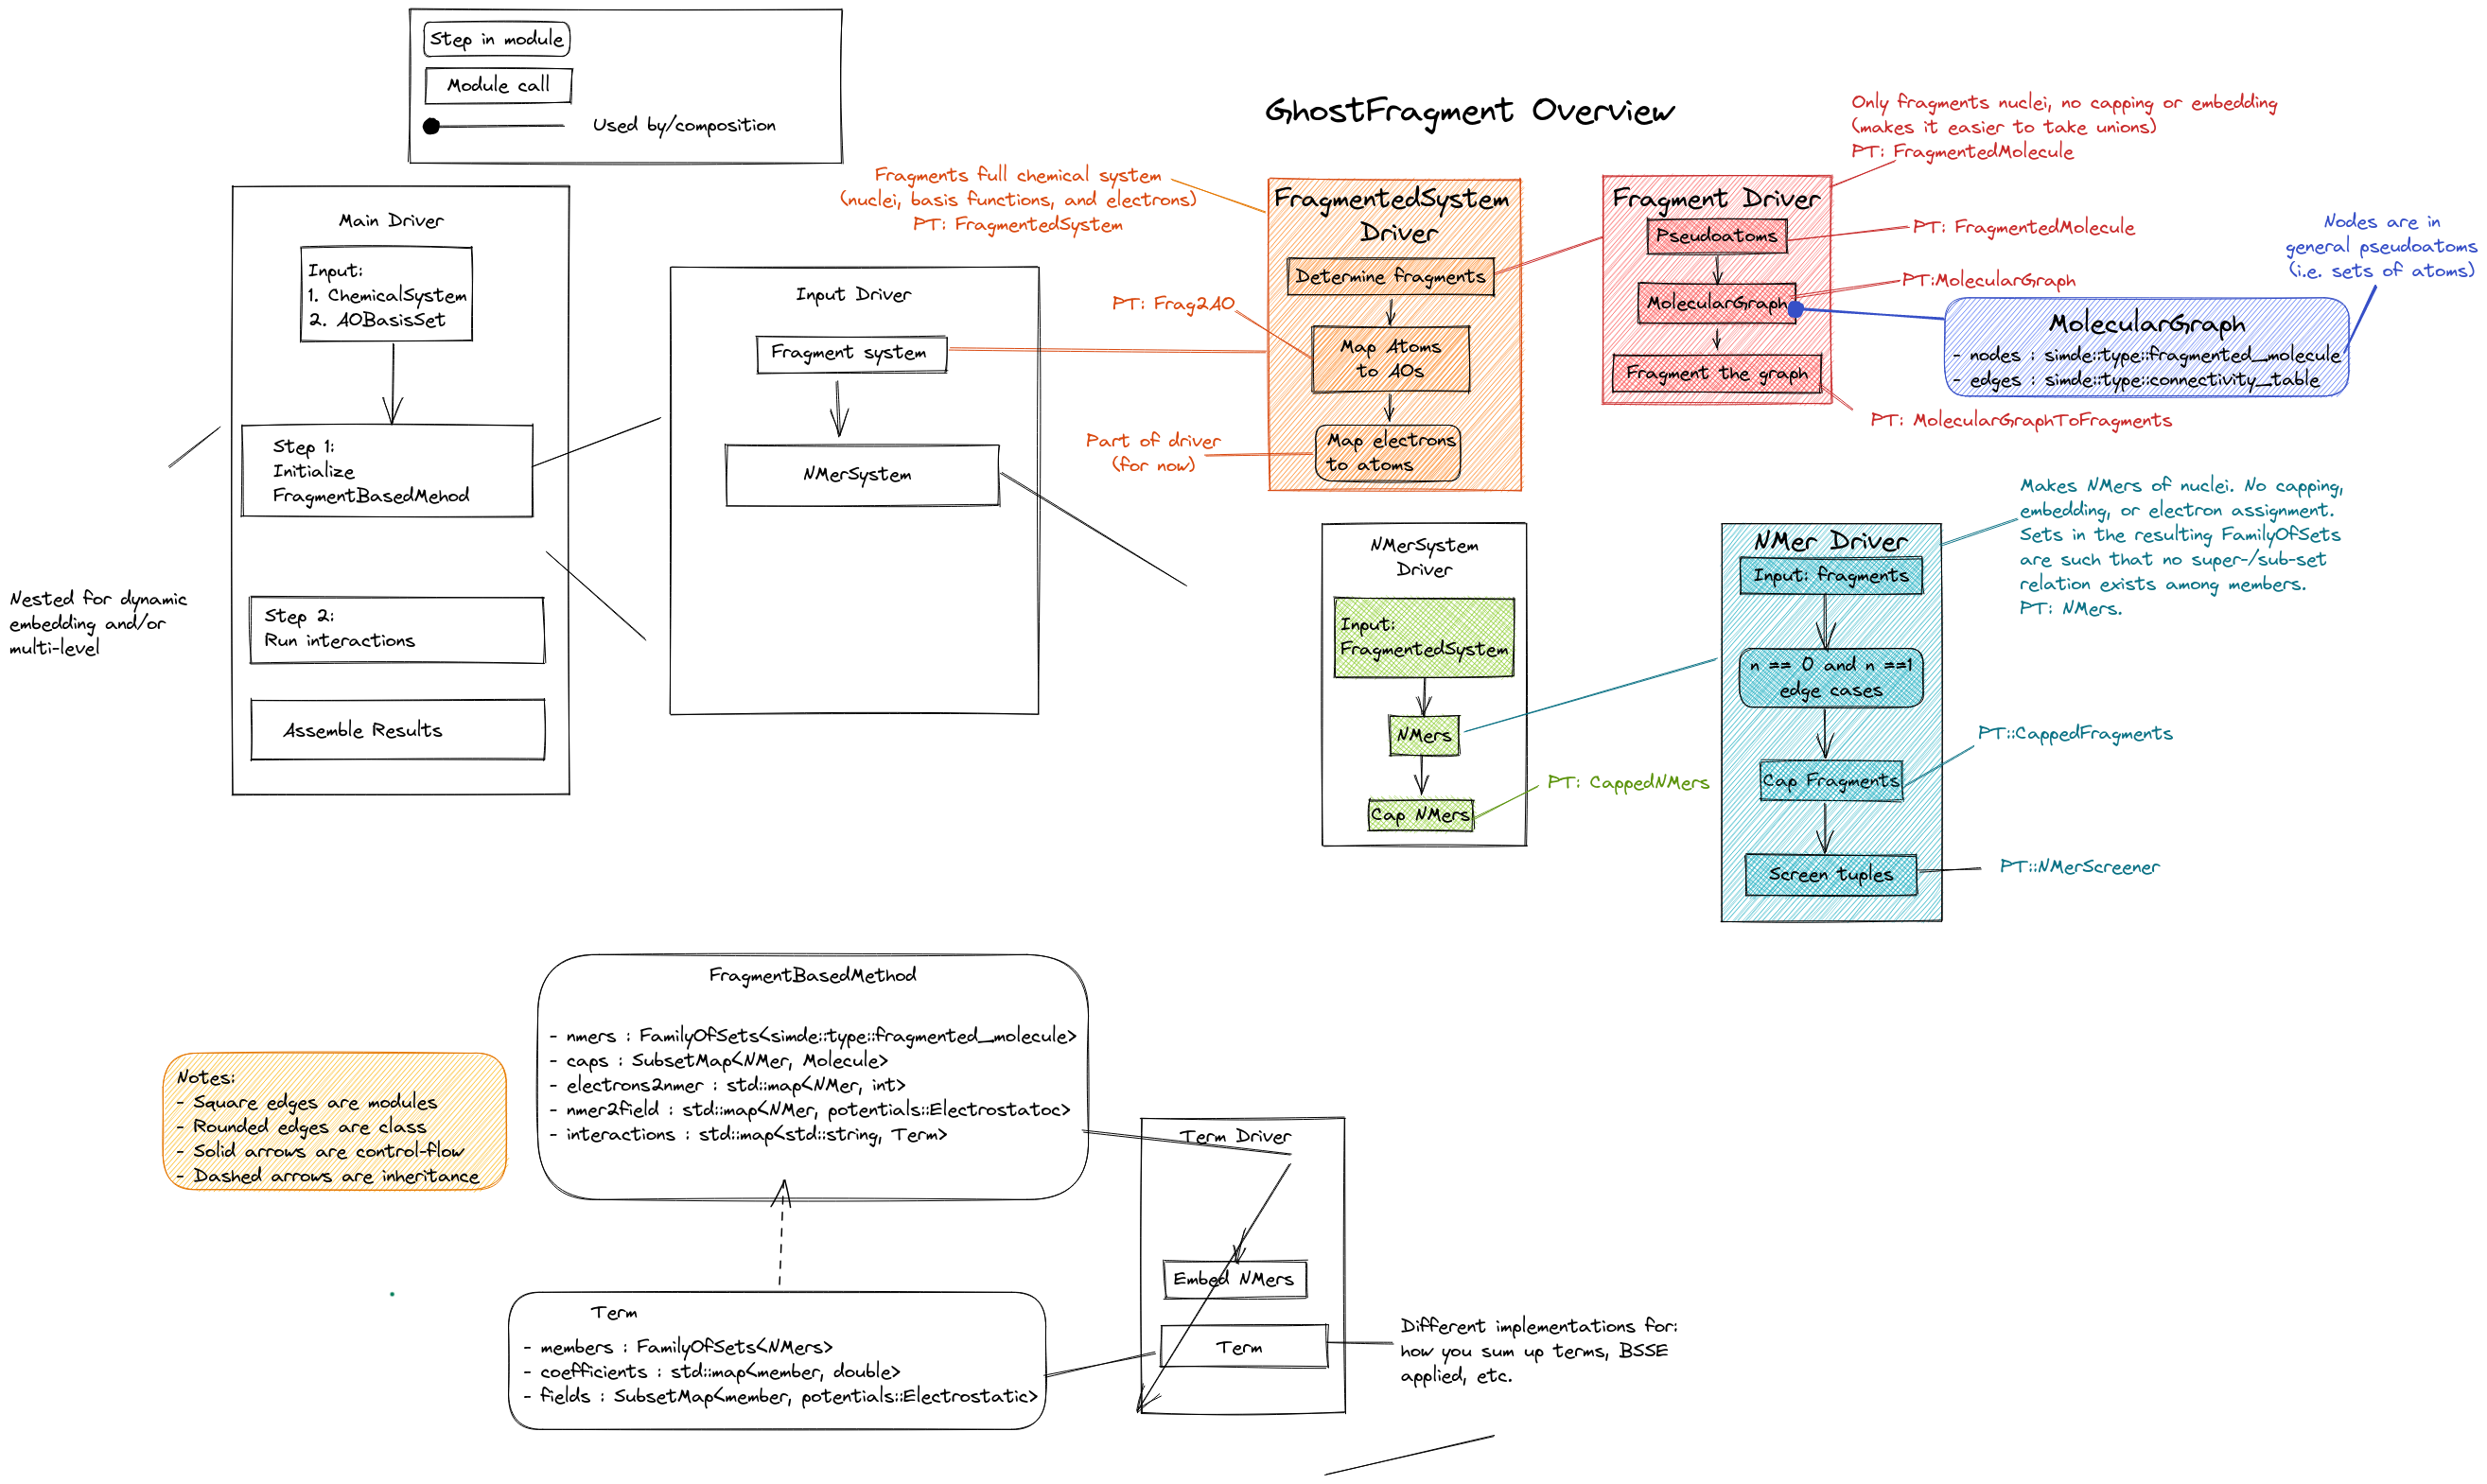 Step in module
Module call
Used by/composition
GhostFragment Overview
Main Driver
Input:
1. ChemicalSystem
2. AOBasisSet
Step 1:
Initialize
FragmentBasedMehod
Step 2:
Run interactions
Assemble Results
Nested for dynamic
embedding and/or
multi-level
Input Driver
Fragment system
NMerSystem
Fragments full chemical system
(nuclei, basis functions, and electrons)
PT: FragmentedSystem
FragmentedSystem
Driver
Determine fragments
Map Atoms
to AOs
Map electrons
to atoms
PT: Frag2AO
Part of driver
(for now)
Only fragments nuclei, no capping or embedding
(makes it easier to take unions)
PT: FragmentedMolecule
Fragment Driver
Pseudoatoms
MolecularGraph
Fragment the graph
PT: FragmentedMolecule
PT:MolecularGraph
PT: MolecularGraphToFragments
Nodes are in
general pseudoatoms
(i.e. sets of atoms)
MolecularGraph
- nodes : simde::type::fragmented_molecule
- edges : simde::type::connectivity_table
NMerSystem
Driver
Input:
FragmentedSystem
NMers
Cap NMers
PT: CappedNMers
NMer Driver
Input: fragments
n == 0 and n ==1
edge cases
Cap Fragments
Screen tuples
Makes NMers of nuclei. No capping,
embedding, or electron assignment.
Sets in the resulting FamilyOfSets
are such that no super-/sub-set
relation exists among members.
PT: NMers.
PT::CappedFragments
PT::NMerScreener
FragmentBasedMethod
- nmers : FamilyOfSets<simde::type::fragmented_molecule>
- caps : SubsetMap<NMer, Molecule>
- electrons2nmer : std::map<NMer, int>
- nmer2field : std::map<NMer, potentials::Electrostatoc>
- interactions : std::map<std::string, Term>
Notes:
- Square edges are modules
- Rounded edges are class
- Solid arrows are control-flow
- Dashed arrows are inheritance
Term
- members : FamilyOfSets<NMers>
- coefficients : std::map<member, double>
- fields : SubsetMap<member, potentials::Electrostatic>
Term Driver
Embed NMers
Term
Different implementations for:
how you sum up terms, BSSE
applied, etc.